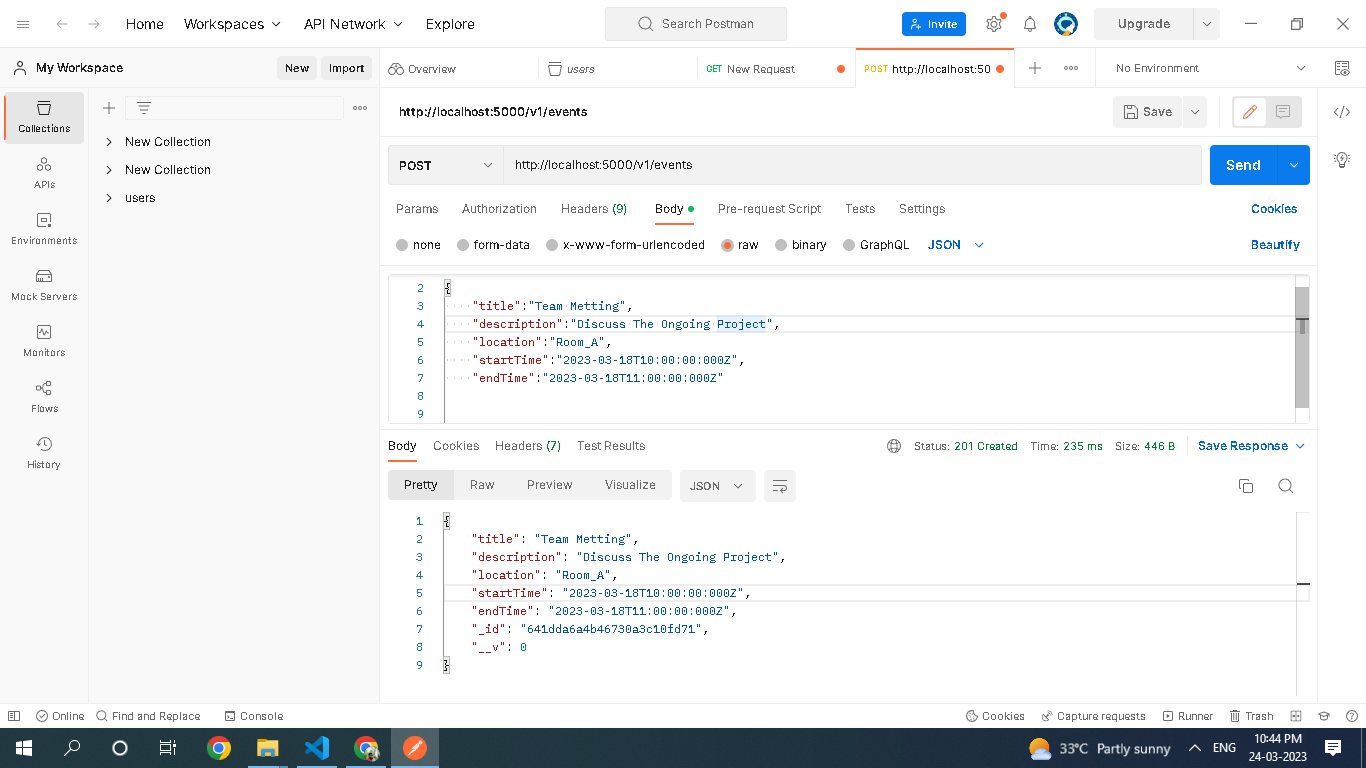 Home Workspaces API Network Explore Search Postman Invite Upgrade
My Workspace New Import Overview users GET New Request POST http://localhost:50 No Environment
Collections
APIs
Environments
Mock Servers
Monitors
Flows
History
New Collection
New Collection
users
http://localhost:5000/v1/events Save
POST http://localhost:5000/v1/events Send
Params Authorization Headers (9) Body Pre-request Script Tests Settings Cookies
none form-data x-www-form-urlencoded raw binary GraphQL JSON Beautify
2 {
3 "title":"Team Metting",
4 "description":"Discuss The Ongoing Project",
5 "location":"Room_A",
6 "startTime":"2023-03-18T10:00:00:000Z",
7 "endTime":"2023-03-18T11:00:00:000Z"
8
9
Body Cookies Headers (7) Test Results Status: 201 Created Time: 235 ms Size: 446 B Save Response
Pretty Raw Preview Visualize JSON
1 {
2 "title": "Team Metting",
3 "description": "Discuss The Ongoing Project",
4 "location": "Room_A",
5 "startTime": "2023-03-18T10:00:00:000Z",
6 "endTime": "2023-03-18T11:00:00:000Z",
7 "_id": "641dda6a4b46730a3c10fd71",
8 "__v": 0
9 }
Online Find and Replace Console Cookies Capture requests Runner Trash
33°C Partly sunny ENG 10:44 PM
24-03-2023